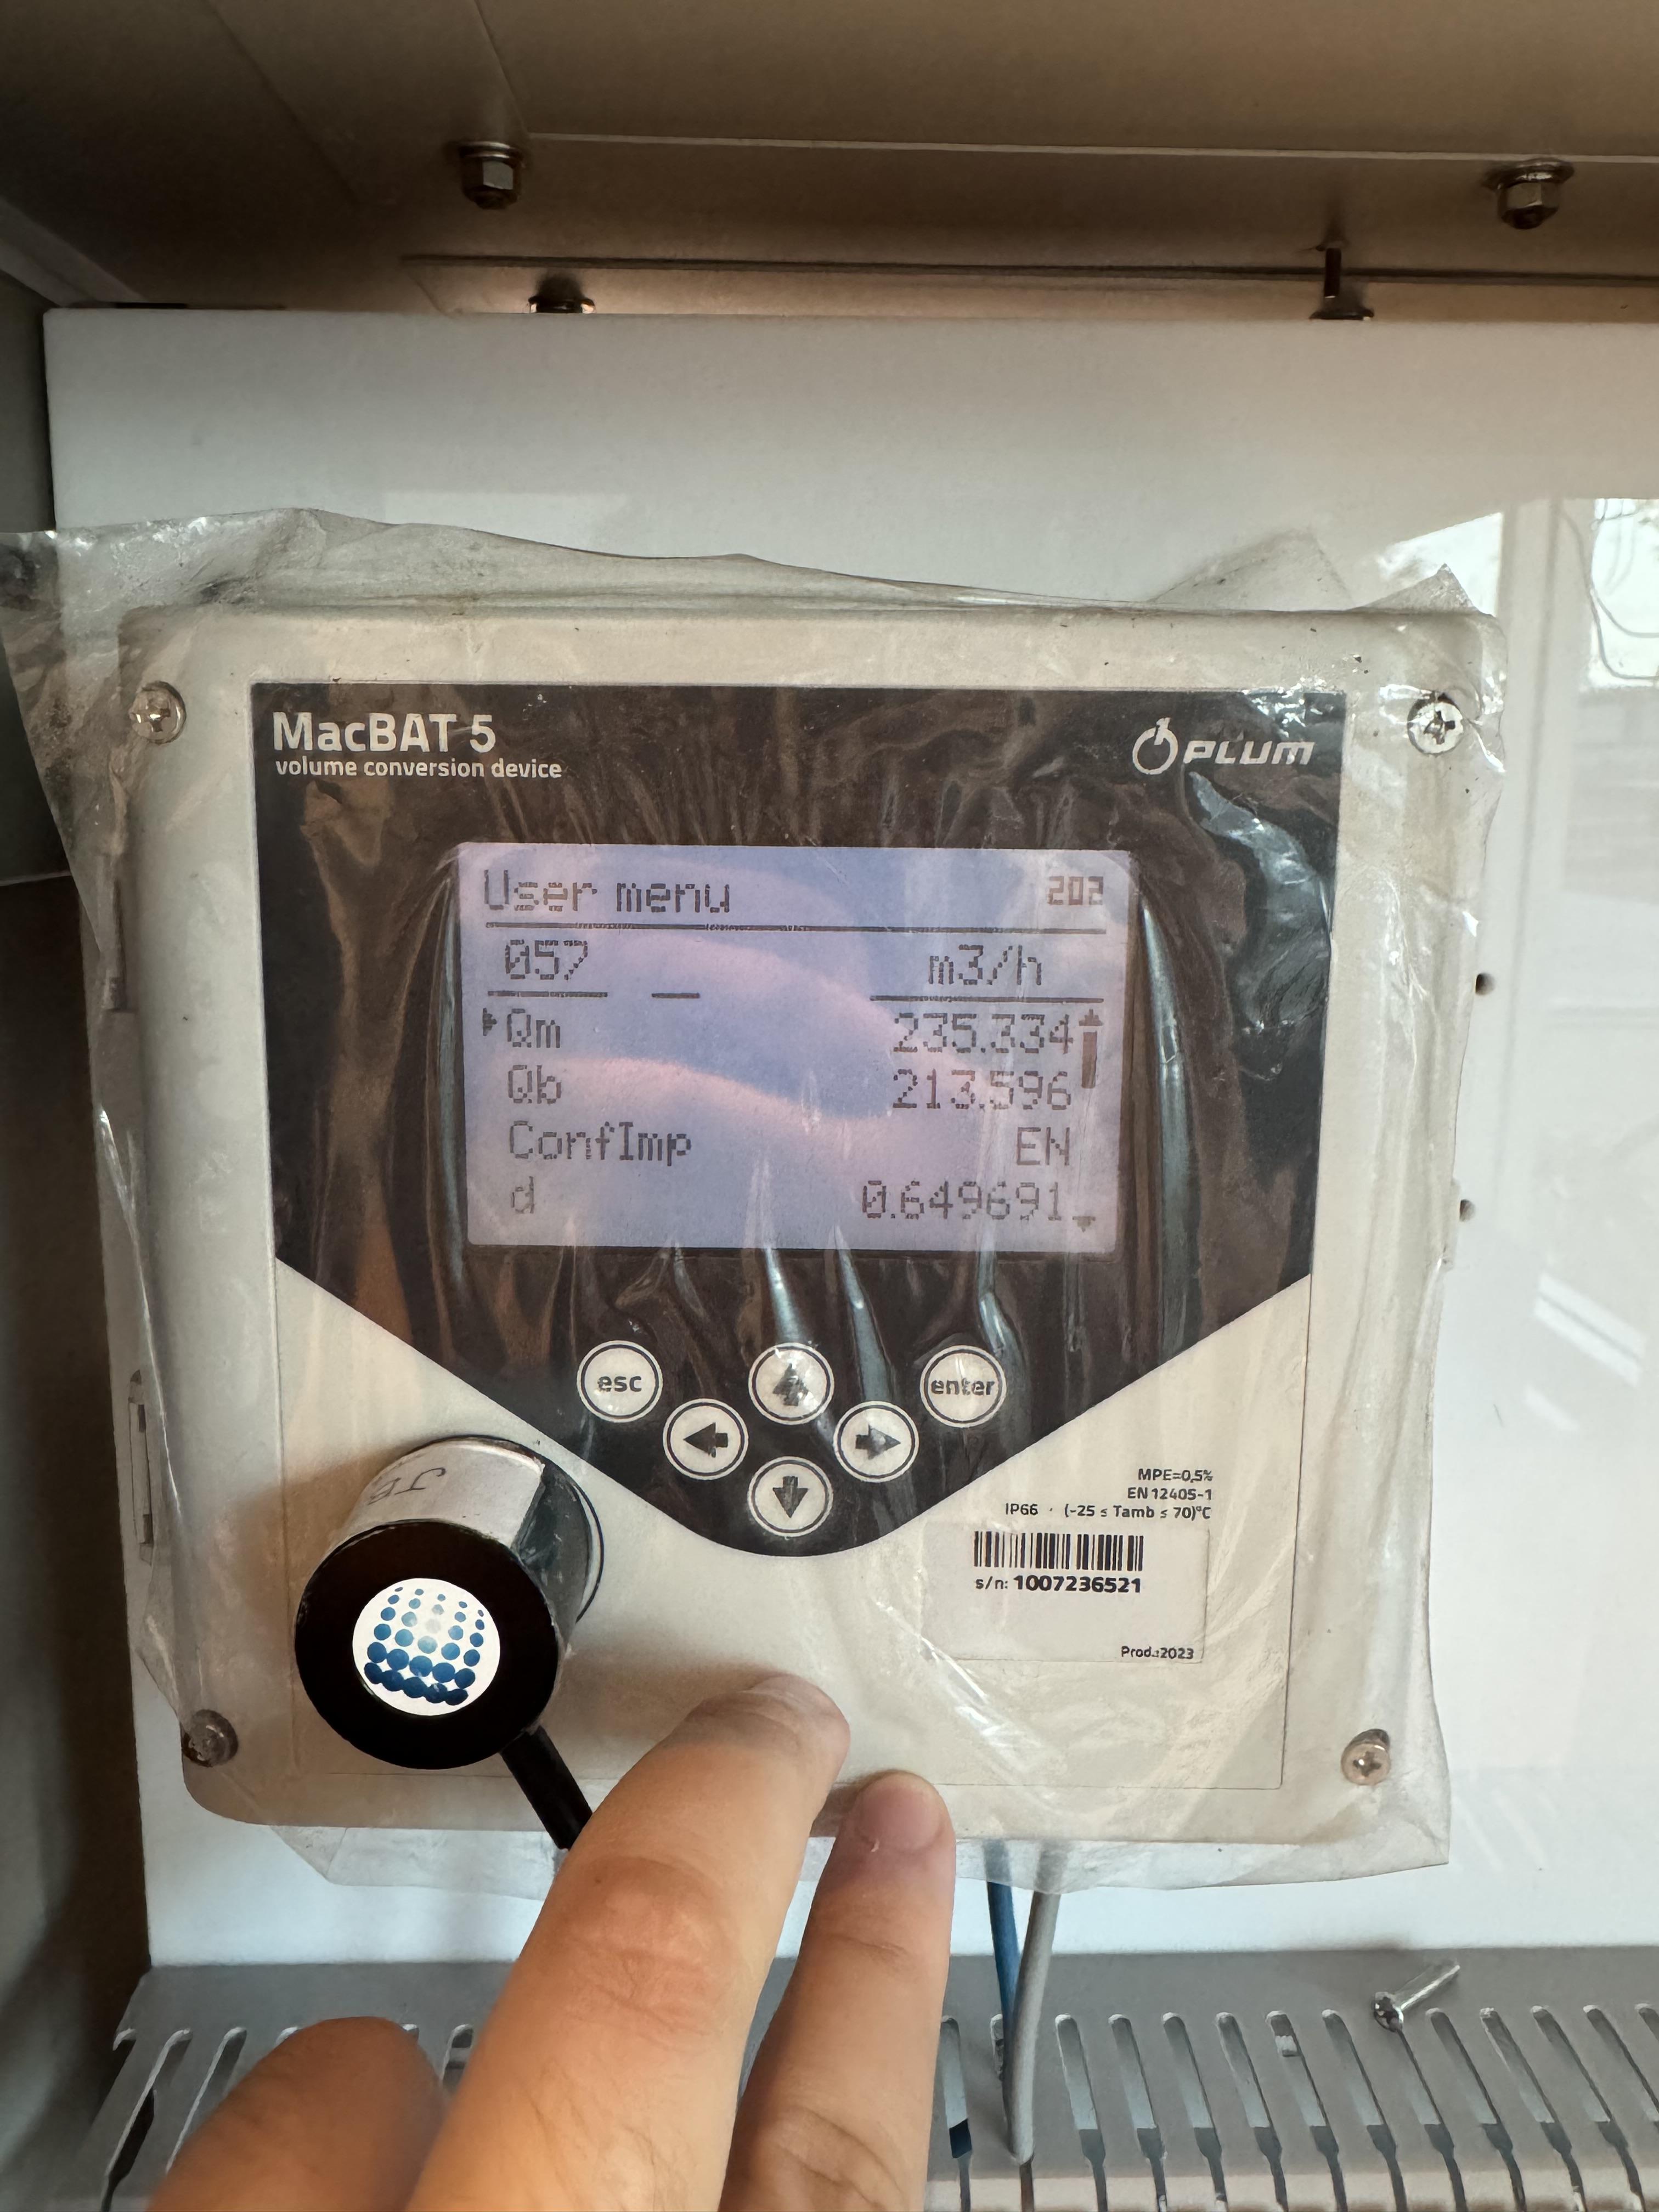 MacBAT 5
volume conversion device
PLUM
User menu 202
057 _ m3/h
Qm 235.334
Qb 213.596
ConfImp EN
d 0.649691
esc
enter
MPE=0,5%
EN 12405-1
IP66 · (-25 ≤ Tamb ≤ 70)°C
s/n: 1007236521
Prod.:2023